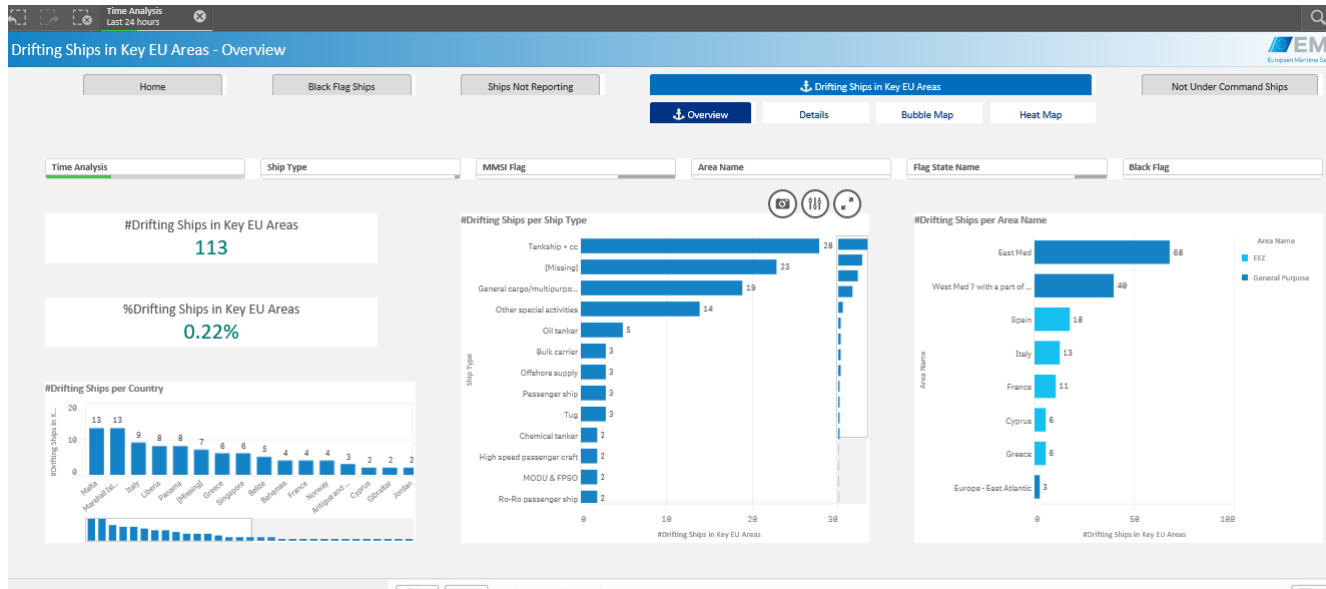 Time Analysis
Last 24 hours
Drifting Ships in Key EU Areas - Overview
EM
European Maritime Sa
Home
Black Flag Ships
Ships Not Reporting
Drifting Ships in Key EU Areas
Not Under Command Ships
Overview
Details
Bubble Map
Heat Map
Time Analysis
Ship Type
MMSI Flag
Area Name
Flag State Name
Black Flag
#Drifting Ships in Key EU Areas
113
%Drifting Ships in Key EU Areas
0.22%
#Drifting Ships per Country
#Drifting Ships in K...
20
10
0
13
13
9
8
8
7
6
6
5
4
4
4
3
2
2
2
Malta
Marshall Isl...
Italy
Liberia
Panama
[Missing]
Greece
Singapore
Belize
Bahamas
France
Norway
Antigua and ...
Cyprus
Gibraltar
Jordan
#Drifting Ships per Ship Type
Ship Type
Tankship + cc 28
[Missing] 23
General cargo/multipurpo... 19
Other special activities 14
Oil tanker 5
Bulk carrier 3
Offshore supply 3
Passenger ship 3
Tug 3
Chemical tanker 2
High speed passenger craft 2
MODU & FPSO 2
Ro-Ro passenger ship 2
0 10 20 30
#Drifting Ships in Key EU Areas
#Drifting Ships per Area Name
Area Name
East Med
West Med ? with a part of ... 40
Spain 18
Italy 13
France 11
Cyprus 6
Greece 6
Europe - East Atlantic 3
0 50 100
#Drifting Ships in Key EU Areas
Area Name
EEZ
General Purpose